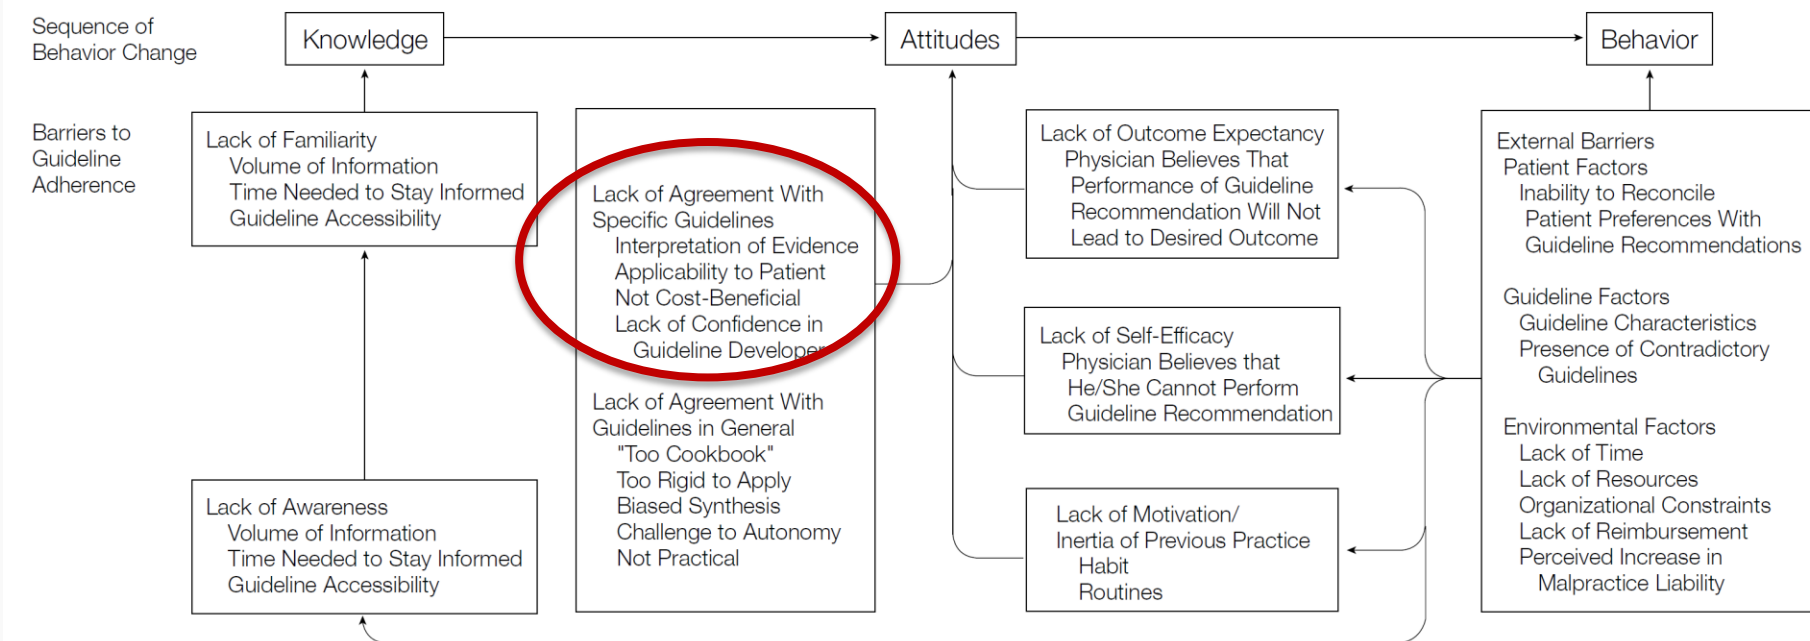 Sequence of
Behavior Change
Knowledge
Attitudes
Behavior
Barriers to
Guideline
Adherence
Lack of Familiarity
Volume of Information
Time Needed to Stay Informed
Guideline Accessibility
Lack of Awareness
Volume of Information
Time Needed to Stay Informed
Guideline Accessibility
Lack of Agreement With
Specific Guidelines
Interpretation of Evidence
Applicability to Patient
Not Cost-Beneficial
Lack of Confidence in
Guideline Developer
Lack of Agreement With
Guidelines in General
"Too Cookbook"
Too Rigid to Apply
Biased Synthesis
Challenge to Autonomy
Not Practical
Lack of Outcome Expectancy
Physician Believes That
Performance of Guideline
Recommendation Will Not
Lead to Desired Outcome
Lack of Self-Efficacy
Physician Believes that
He/She Cannot Perform
Guideline Recommendation
Lack of Motivation/
Inertia of Previous Practice
Habit
Routines
External Barriers
Patient Factors
Inability to Reconcile
Patient Preferences With
Guideline Recommendations
Guideline Factors
Guideline Characteristics
Presence of Contradictory
Guidelines
Environmental Factors
Lack of Time
Lack of Resources
Organizational Constraints
Lack of Reimbursement
Perceived Increase in
Malpractice Liability